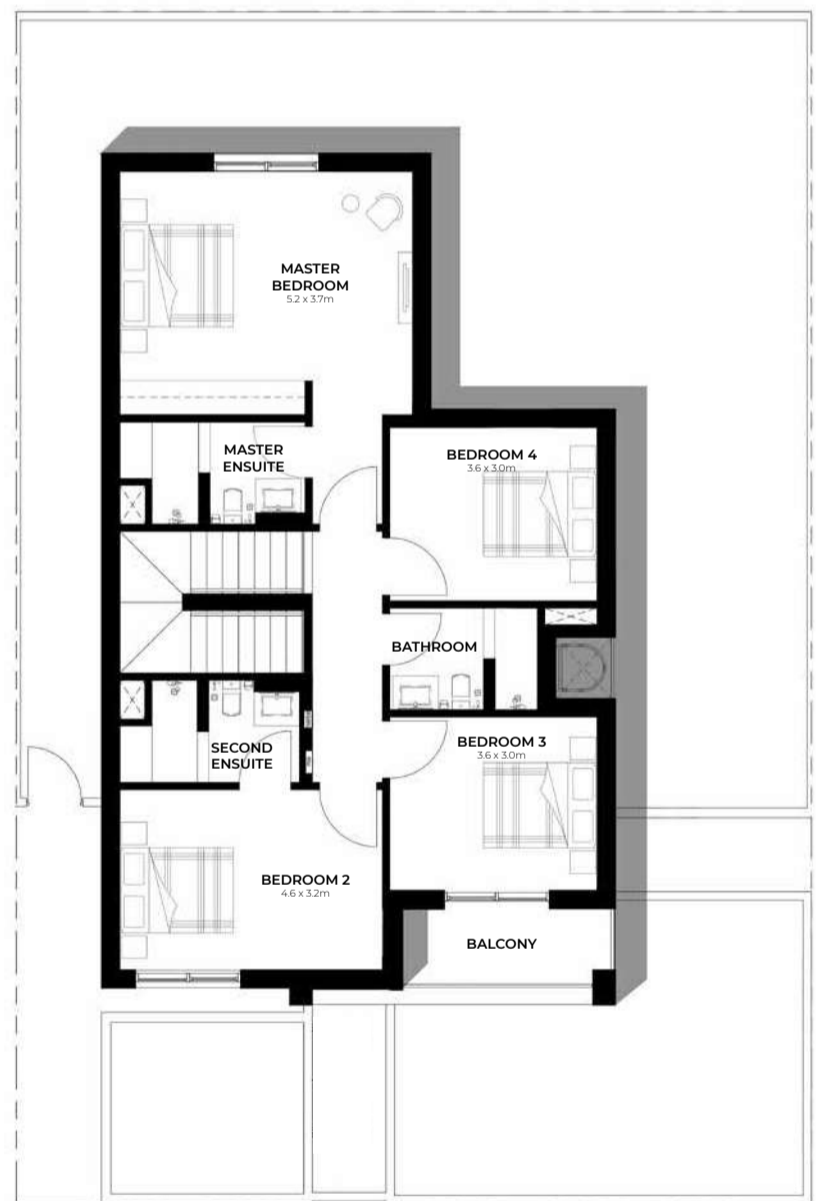 MASTER
BEDROOM
5.2 x 3.7m
MASTER
ENSUITE
BEDROOM 4
3.6 x 3.0m
BATHROOM
SECOND
ENSUITE
BEDROOM 3
3.6 x 3.0m
BEDROOM 2
4.6 x 3.2m
BALCONY